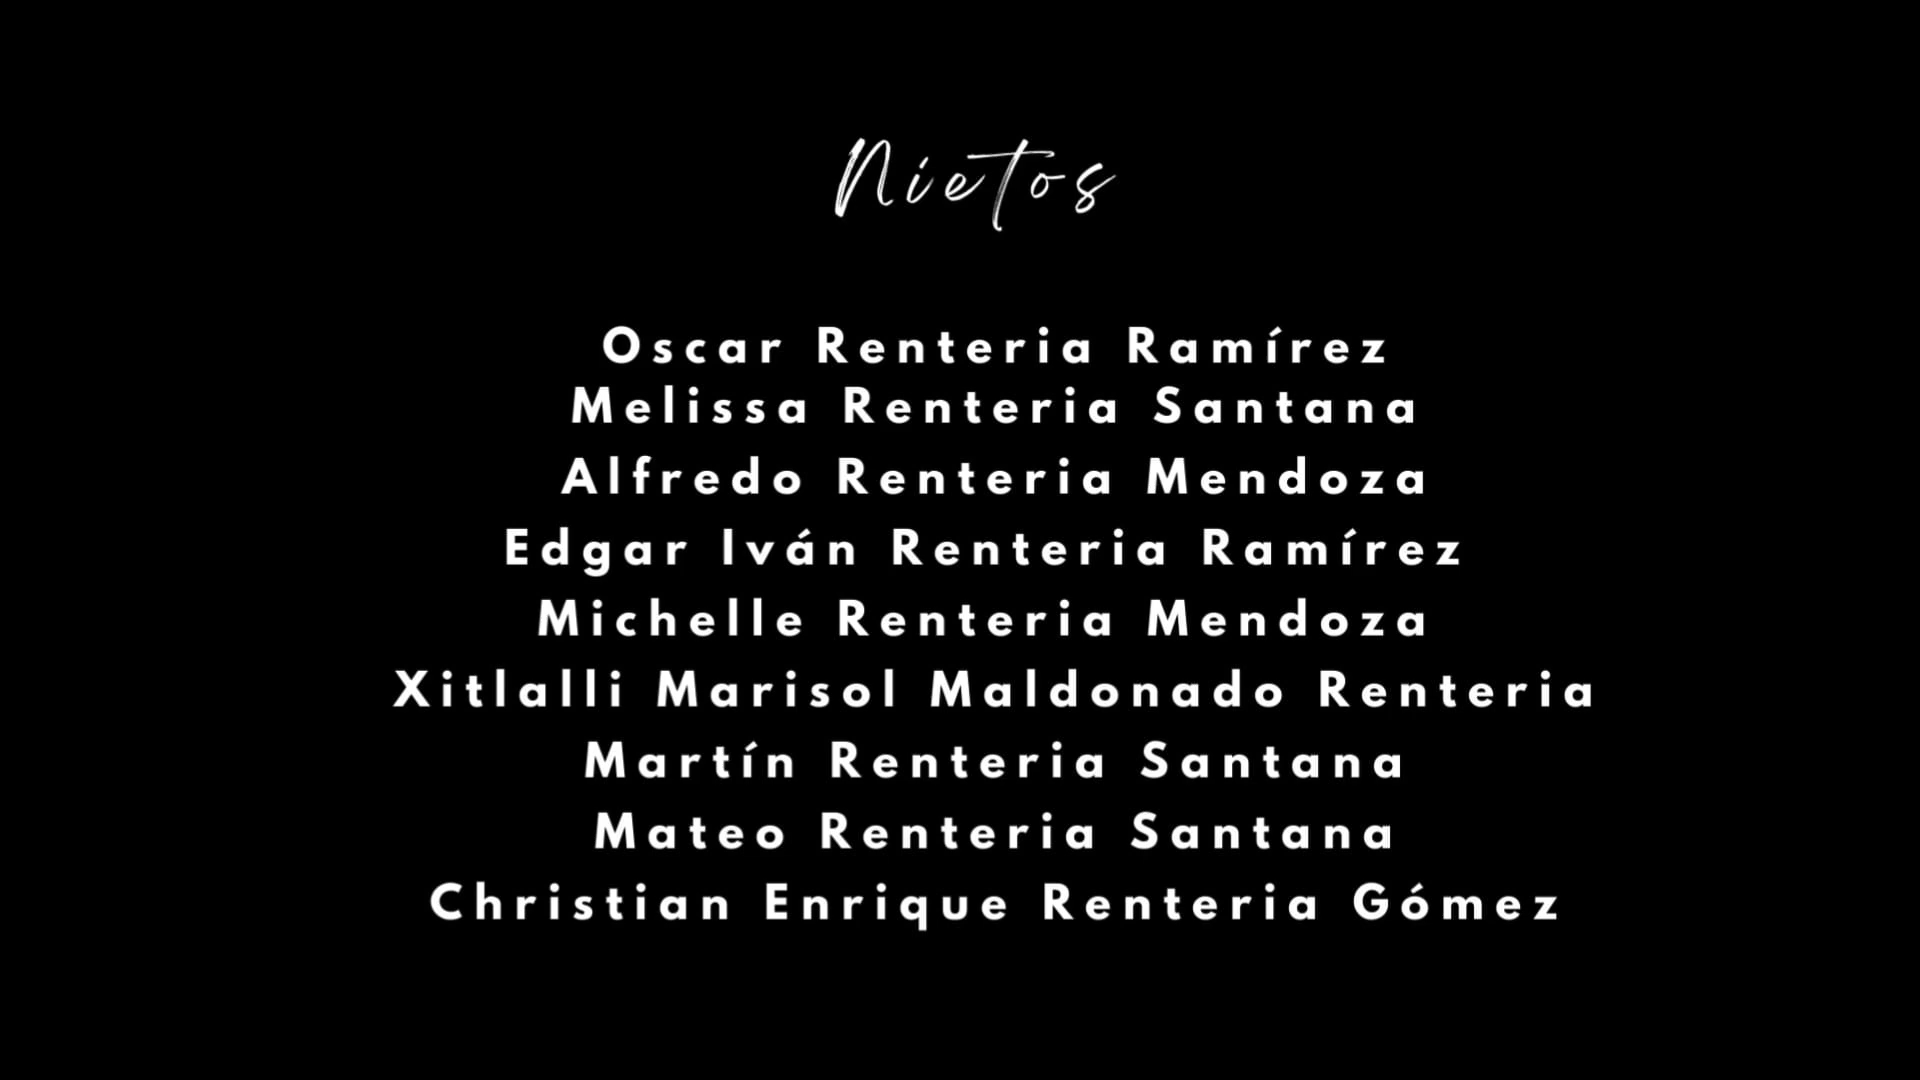 Nietos
Oscar Renteria Ramírez
Melissa Renteria Santana
Alfredo Renteria Mendoza
Edgar Iván Renteria Ramírez
Michelle Renteria Mendoza
Xitlalli Marisol Maldonado Renteria
Martín Renteria Santana
Mateo Renteria Santana
Christian Enrique Renteria Gómez